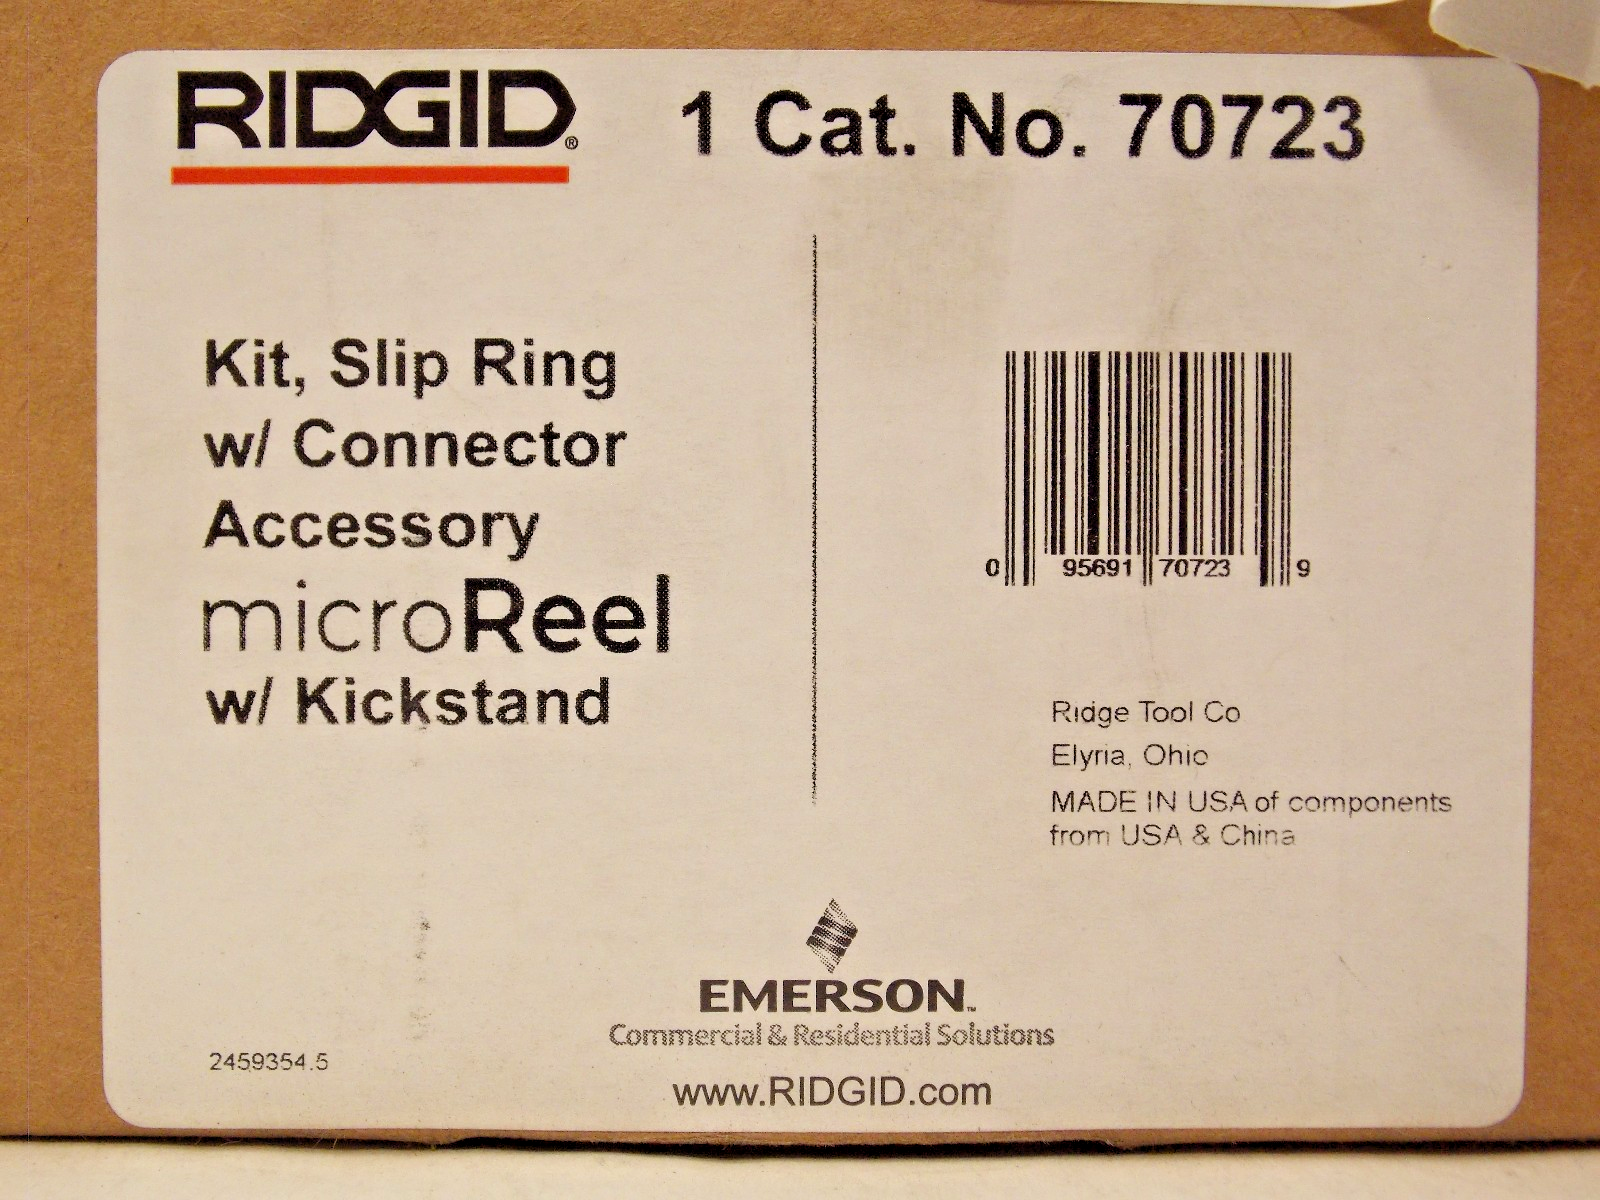 RIDGID®
1 Cat. No. 70723
Kit, Slip Ring
w/ Connector
Accessory
microReel
w/ Kickstand
0 95691 70723 9
Ridge Tool Co
Elyria, Ohio
MADE IN USA of components
from USA & China
EMERSON™
Commercial & Residential Solutions
2459354.5
www.RIDGID.com